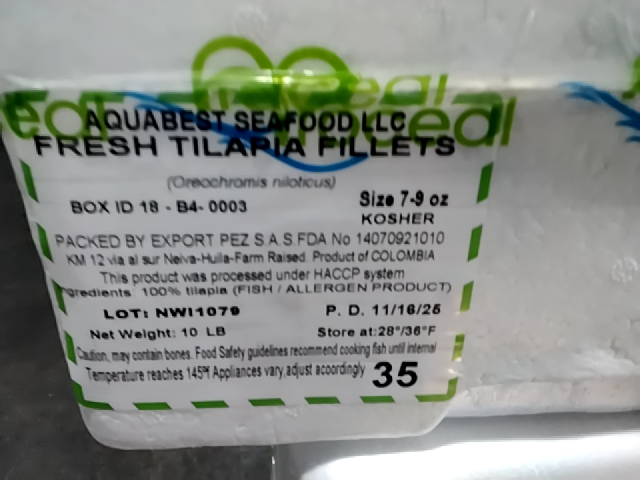 AQUABEST SEAFOOD LLC
FRESH TILAPIA FILLETS
(Oreochromis niloticus)
Size 7-9 oz
BOX ID 18 - B4- 0003
KOSHER
PACKED BY EXPORT PEZ S.A.S.FDA No 14070921010
KM 12 via al sur Neiva-Huila-Farm Raised. Product of COLOMBIA
This product was processed under HACCP system
ngredients: 100% tilapia (FISH / ALLERGEN PRODUCT)
LOT: NWI1079 P. D. 11/16/25
Net Weight: 10 LB Store at:28°/36°F
Caution, may contain bones. Food Safety guidelines recommend cooking fish until internal
Temperature reaches 145°F Appliances vary,adjust acoordingly 35